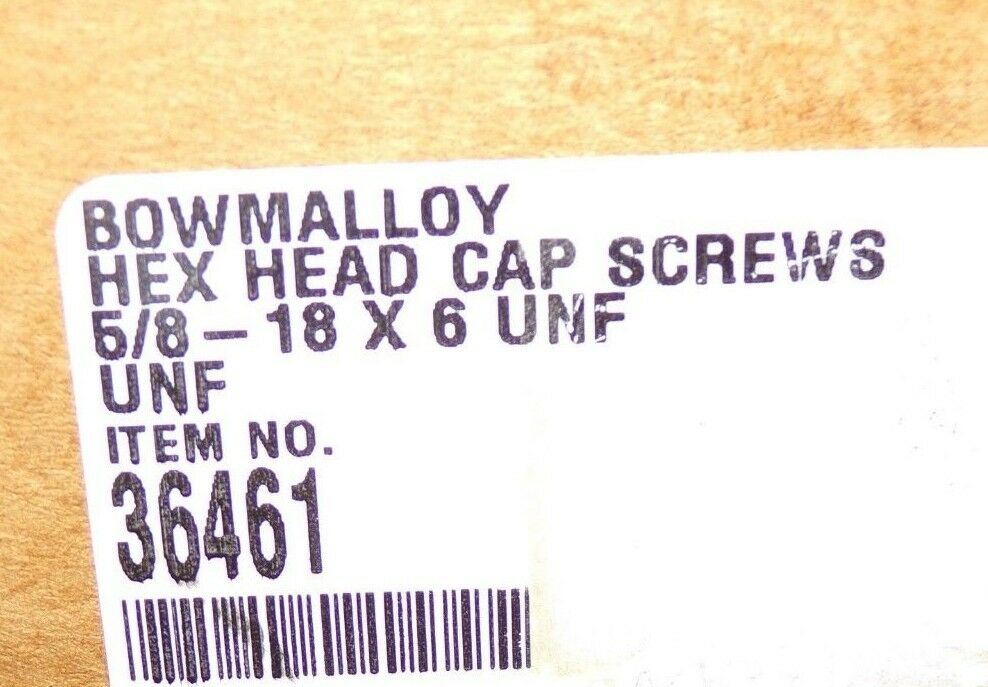 BOWMALLOY
HEX HEAD CAP SCREWS
5/8-18 X 6 UNF
UNF
ITEM NO.
36461